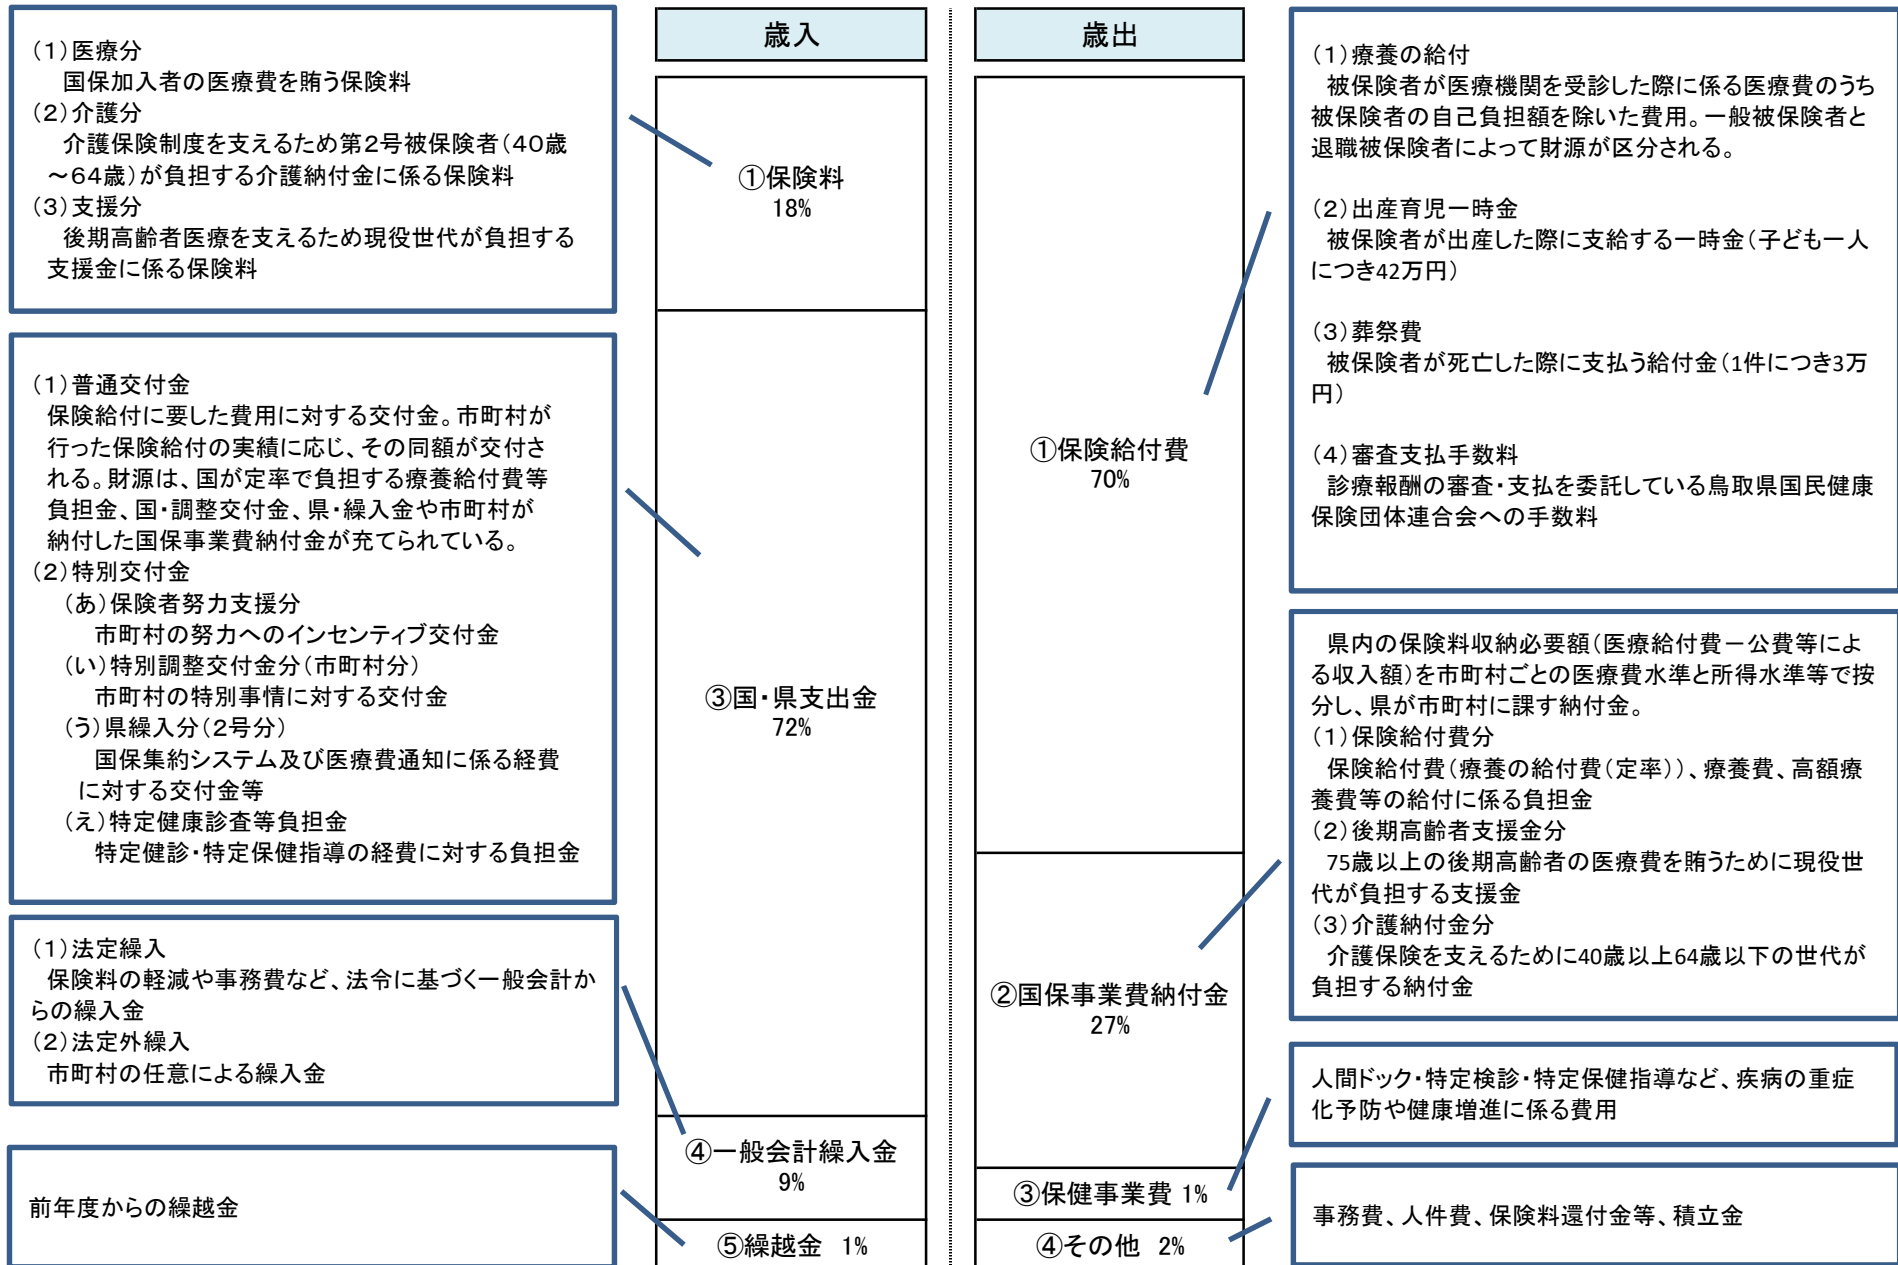 (1)医療分
国保加入者の医療費を賄う保険料
(2)介護分
介護保険制度を支えるため第2号被保険者(40歳
～64歳)が負担する介護納付金に係る保険料
(3)支援分
後期高齢者医療を支えるため現役世代が負担する
支援金に係る保険料
(1)普通交付金
保険給付に要した費用に対する交付金。市町村が
行った保険給付の実績に応じ、その同額が交付さ
れる。財源は、国が定率で負担する療養給付費等
負担金、国・調整交付金、県・繰入金や市町村が
納付した国保事業費納付金が充てられている。
(2)特別交付金
(あ)保険者努力支援分
市町村の努力へのインセンティブ交付金
(い)特別調整交付金分(市町村分)
市町村の特別事情に対する交付金
(う)県繰入分(2号分)
国保集約システム及び医療費通知に係る経費
に対する交付金等
(え)特定健康診査等負担金
特定健診・特定保健指導の経費に対する負担金
(1)法定繰入
保険料の軽減や事務費など、法令に基づく一般会計か
らの繰入金
(2)法定外繰入
市町村の任意による繰入金
前年度からの繰越金
歳入
①保険料
18%
③国・県支出金
72%
④一般会計繰入金
9%
⑤繰越金 1%
歳出
①保険給付費
70%
②国保事業費納付金
27%
③保健事業費 1%
④その他 2%
(1)療養の給付
被保険者が医療機関を受診した際に係る医療費のうち
被保険者の自己負担額を除いた費用。一般被保険者と
退職被保険者によって財源が区分される。
(2)出産育児一時金
被保険者が出産した際に支給する一時金(子ども一人
につき42万円)
(3)葬祭費
被保険者が死亡した際に支払う給付金(1件につき3万
円)
(4)審査支払手数料
診療報酬の審査・支払を委託している鳥取県国民健康
保険団体連合会への手数料
県内の保険料収納必要額(医療給付費－公費等によ
る収入額)を市町村ごとの医療費水準と所得水準等で按
分し、県が市町村に課す納付金。
(1)保険給付費分
保険給付費(療養の給付費(定率))、療養費、高額療
養費等の給付に係る負担金
(2)後期高齢者支援金分
75歳以上の後期高齢者の医療費を賄うために現役世
代が負担する支援金
(3)介護納付金分
介護保険を支えるために40歳以上64歳以下の世代が
負担する納付金
人間ドック・特定検診・特定保健指導など、疾病の重症
化予防や健康増進に係る費用
事務費、人件費、保険料還付金等、積立金